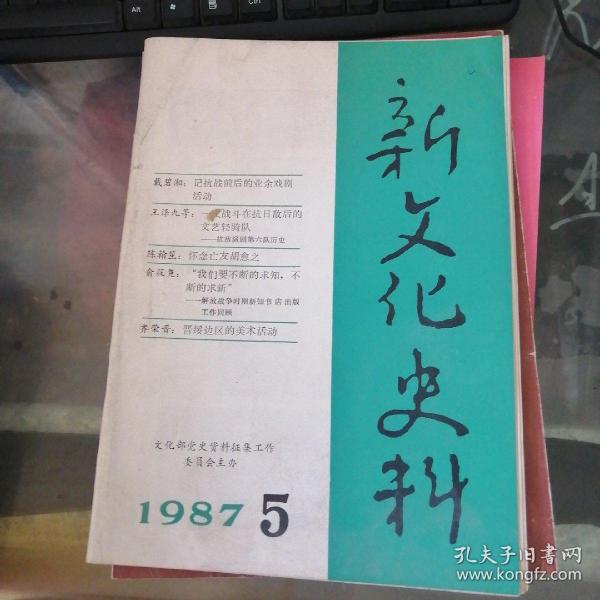 新文化史料
戴碧湘：记抗战前后的业余戏剧
活动
王泽九等：一支战斗在抗日敌后的
文艺轻骑队
——抗敌演剧第六队历史
陈翰笙：怀念亡友胡愈之
俞筱尧：“我们要不断的求知，不
断的求新”
——解放战争时期新知书店出版
工作回顾
齐荣晋：晋绥边区的美术活动
文化部党史资料征集工作
委员会主办
1987 5
Alt
Ctrl
孔夫子旧书网
www.kongfz.com